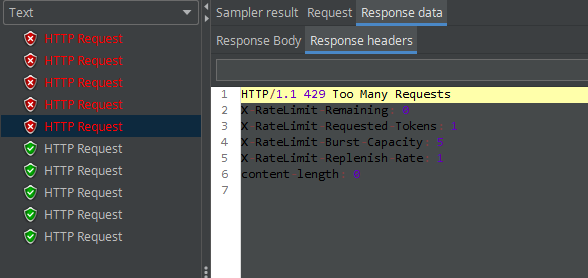 Text
HTTP Request
HTTP Request
HTTP Request
HTTP Request
HTTP Request
HTTP Request
HTTP Request
HTTP Request
HTTP Request
HTTP Request
Sampler result Request Response data
Response Body Response headers
1 HTTP/1.1 429 Too Many Requests
2 X RateLimit Remaining 0
3 X RateLimit Requested Tokens 1
4 X RateLimit Burst Capacity 5
5 X RateLimit Replenish Rate 1
6 content length 0
7